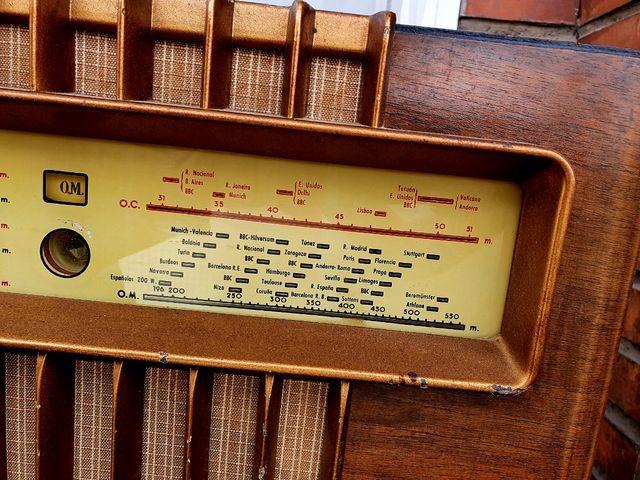 m.
m.
m.
m.
m.
O.M.
R. Nacional
B. Aires
BBC
R. Janeiro
Munich
E. Unidos
Delhi
BBC
Lisboa
Tetuán
E. Unidos
BBC
Vaticano
Andorra
O.C. 31 35 40 45 50 51 m.
Munich-Valencia BBC-Hilversum Túnez R. Madrid Stuttgart
Bolonia R. Nacional Zaragoza Paris Florencia
Turin BBC BBC Andorra-Roma Praga
Burdeos Barcelona R.E. Hamburgo Sevilla Limoges
Navarra BBC Toulouse R. España BBC Beromünster
Españolas 200 W. Niza Coruña Barcelona R. B. Sottens Athlone
O.M. 196 200 250 300 350 400 450 500 550 m.